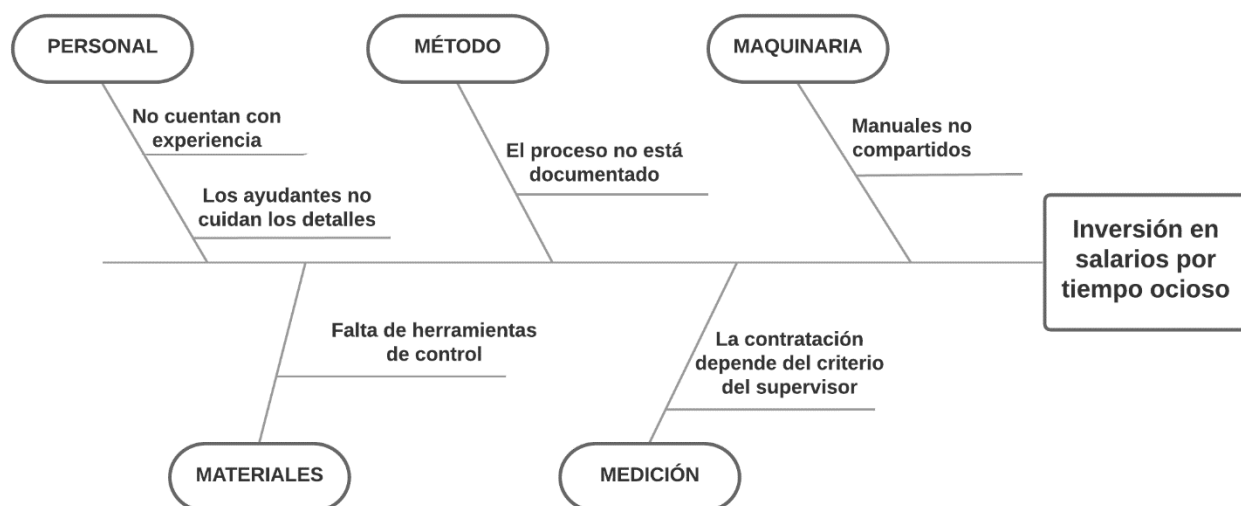 PERSONAL
MÉTODO
MAQUINARIA
No cuentan con
experiencia
Los ayudantes no
cuidan los detalles
El proceso no está
documentado
Manuales no
compartidos
Inversión en
salarios por
tiempo ocioso
Falta de herramientas
de control
La contratación
depende del criterio
del supervisor
MATERIALES
MEDICIÓN